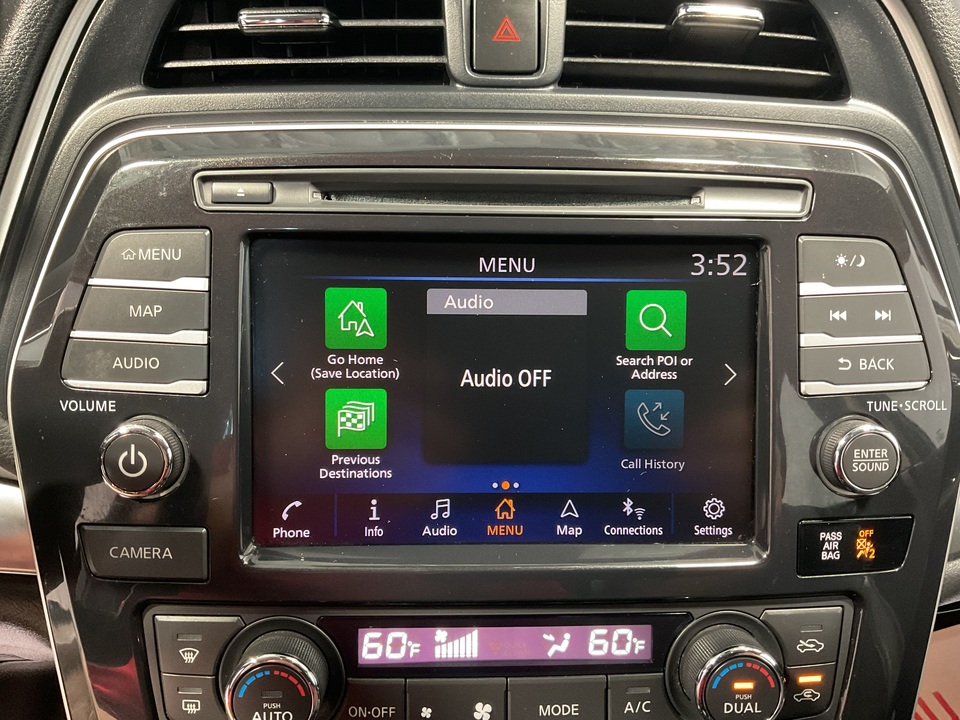 MENU
MAP
AUDIO
VOLUME
CAMERA
MENU 3:52
Go Home
(Save Location)
Audio
Audio OFF
Search POI or
Address
Previous
Destinations
Call History
Phone
Info
Audio
MENU
Map
Connections
Settings
BACK
TUNE·SCROLL
ENTER
SOUND
PASS
AIR
BAG
OFF
2
60°F
60°F
PUSH
AUTO
ON·OFF
MODE
A/C
PUSH
DUAL